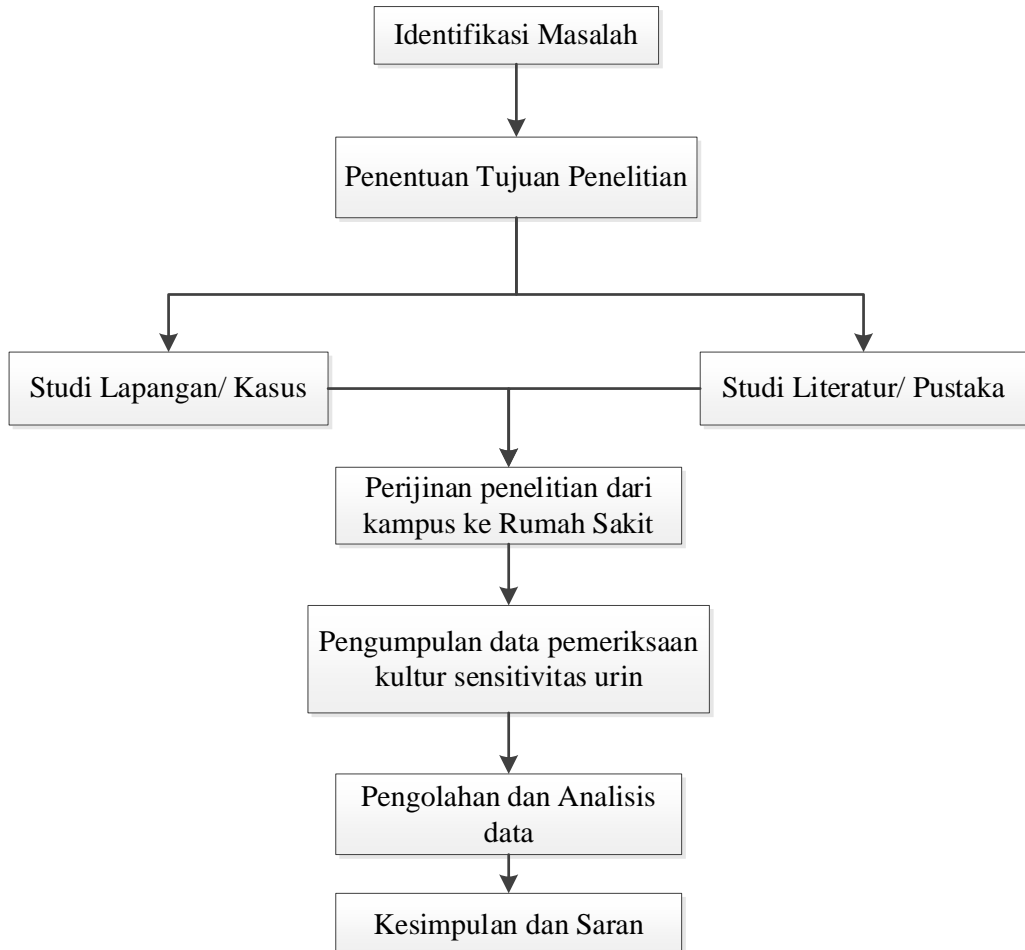 Identifikasi Masalah
Penentuan Tujuan Penelitian
Studi Lapangan/ Kasus
Studi Literatur/ Pustaka
Perijinan penelitian dari
kampus ke Rumah Sakit
Pengumpulan data pemeriksaan
kultur sensitivitas urin
Pengolahan dan Analisis
data
Kesimpulan dan Saran